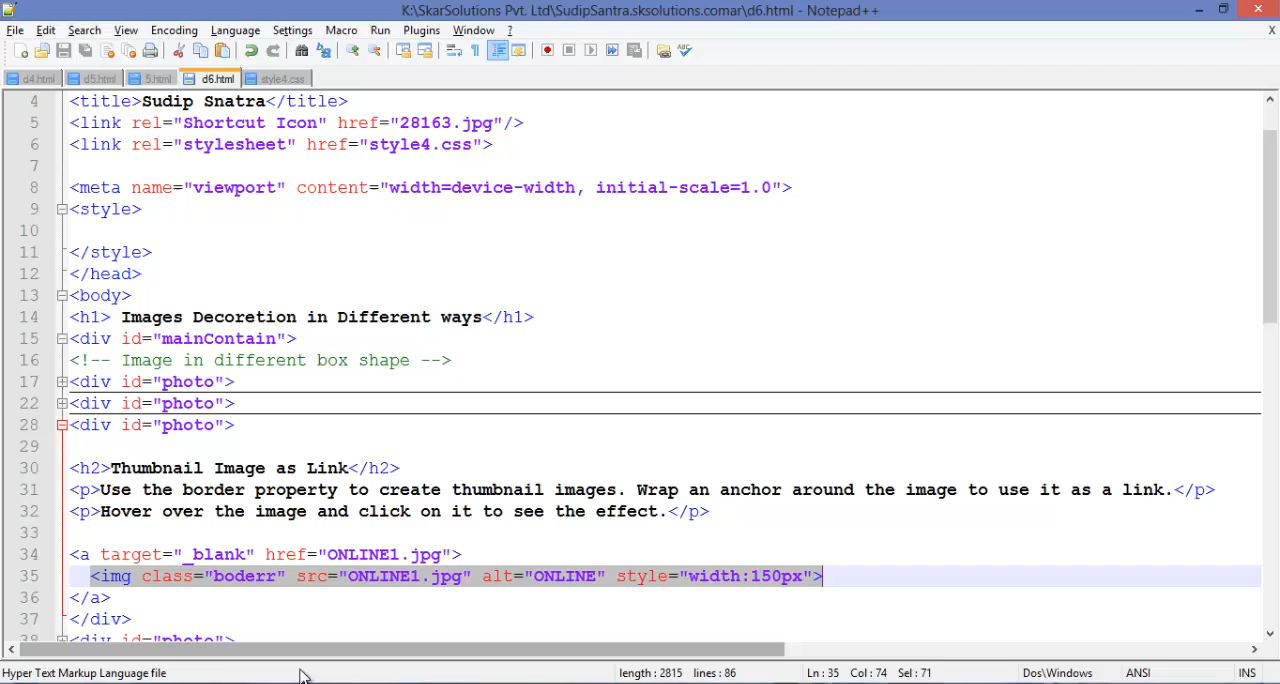 K:\SkarSolutions Pvt. Ltd\SudipSantra.sksolutions.comar\d6.html - Notepad++
File Edit Search View Encoding Language Settings Macro Run Plugins Window ? X
d4.html d5.html 5.html d6.html style4.css
4 <title>Sudip Snatra</title>
5 <link rel="Shortcut Icon" href="28163.jpg"/>
6 <link rel="stylesheet" href="style4.css">
7
8 <meta name="viewport" content="width=device-width, initial-scale=1.0">
9 <style>
10
11 </style>
12 </head>
13 <body>
14 <h1> Images Decoretion in Different ways</h1>
15 <div id="mainContain">
16 <!-- Image in different box shape -->
17 <div id="photo">
22 <div id="photo">
28 <div id="photo">
29
30 <h2>Thumbnail Image as Link</h2>
31 <p>Use the border property to create thumbnail images. Wrap an anchor around the image to use it as a link.</p>
32 <p>Hover over the image and click on it to see the effect.</p>
33
34 <a target="_blank" href="ONLINE1.jpg">
35 <img class="boderr" src="ONLINE1.jpg" alt="ONLINE" style="width:150px">
36 </a>
37 </div>
38 <div id="photo">
Hyper Text Markup Language file length : 2815 lines : 86 Ln : 35 Col : 74 Sel : 71 Dos\Windows ANSI INS